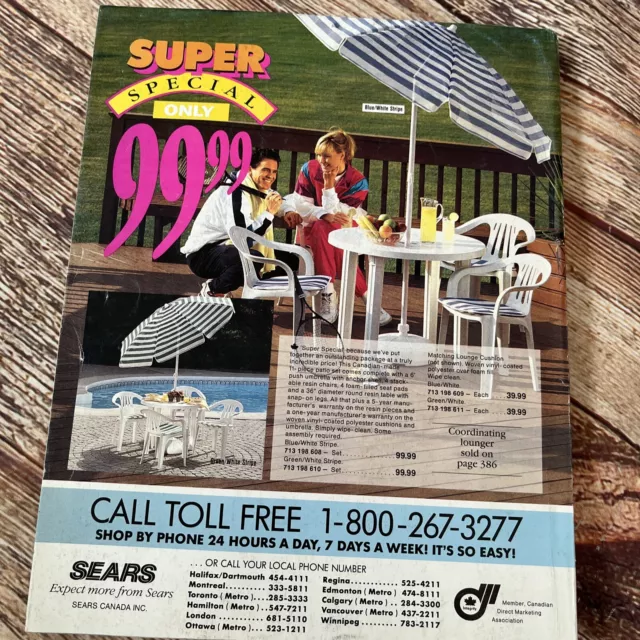 SUPER
SPECIAL
ONLY
99⁹⁹
Blue/White Stripe
Green/White Stripe
Super Special because we've put
together an outstanding package at a truly
incredible price! This Canadian-made
11-piece patio set comes complete with a 6'
push umbrella with anchor shell, 4 stack-
able resin chairs, 4 foam-filled seat pads
and a 36" diameter round resin table with
snap-on legs. All that plus a 5-year manu-
facturer's warranty on the resin pieces and
a one-year manufacturer's warranty on the
woven vinyl-coated polyester cushions and
umbrella. Simply wipe-clean. Some
assembly required.
Blue/White Stripe.
713 198 608 – Set 99.99
Green/White Stripe.
713 198 610 – Set 99.99
Matching Lounge Cushion
(not shown). Woven vinyl-coated
polyester over foam fill.
Wipe clean.
Blue/White.
713 198 609 – Each 39.99
Green/White.
713 198 611 – Each 39.99
Coordinating
lounger
sold on
page 386
CALL TOLL FREE 1-800-267-3277
SHOP BY PHONE 24 HOURS A DAY, 7 DAYS A WEEK! IT'S SO EASY!
SEARS
Expect more from Sears
SEARS CANADA INC.
. . . OR CALL YOUR LOCAL PHONE NUMBER
Halifax/Dartmouth 454-4111
Montreal............ 333-5811
Toronto (Metro)....285-3333
Hamilton (Metro)..547-7211
London ............. 681-5110
Ottawa (Metro)... 523-1211
Regina............ 525-4211
Edmonton (Metro) 474-8111
Calgary (Metro)... 284-3300
Vancouver (Metro) 437-2211
Winnipeg.......... 783-2117
Integrity
Member, Canadian
Direct Marketing
Association